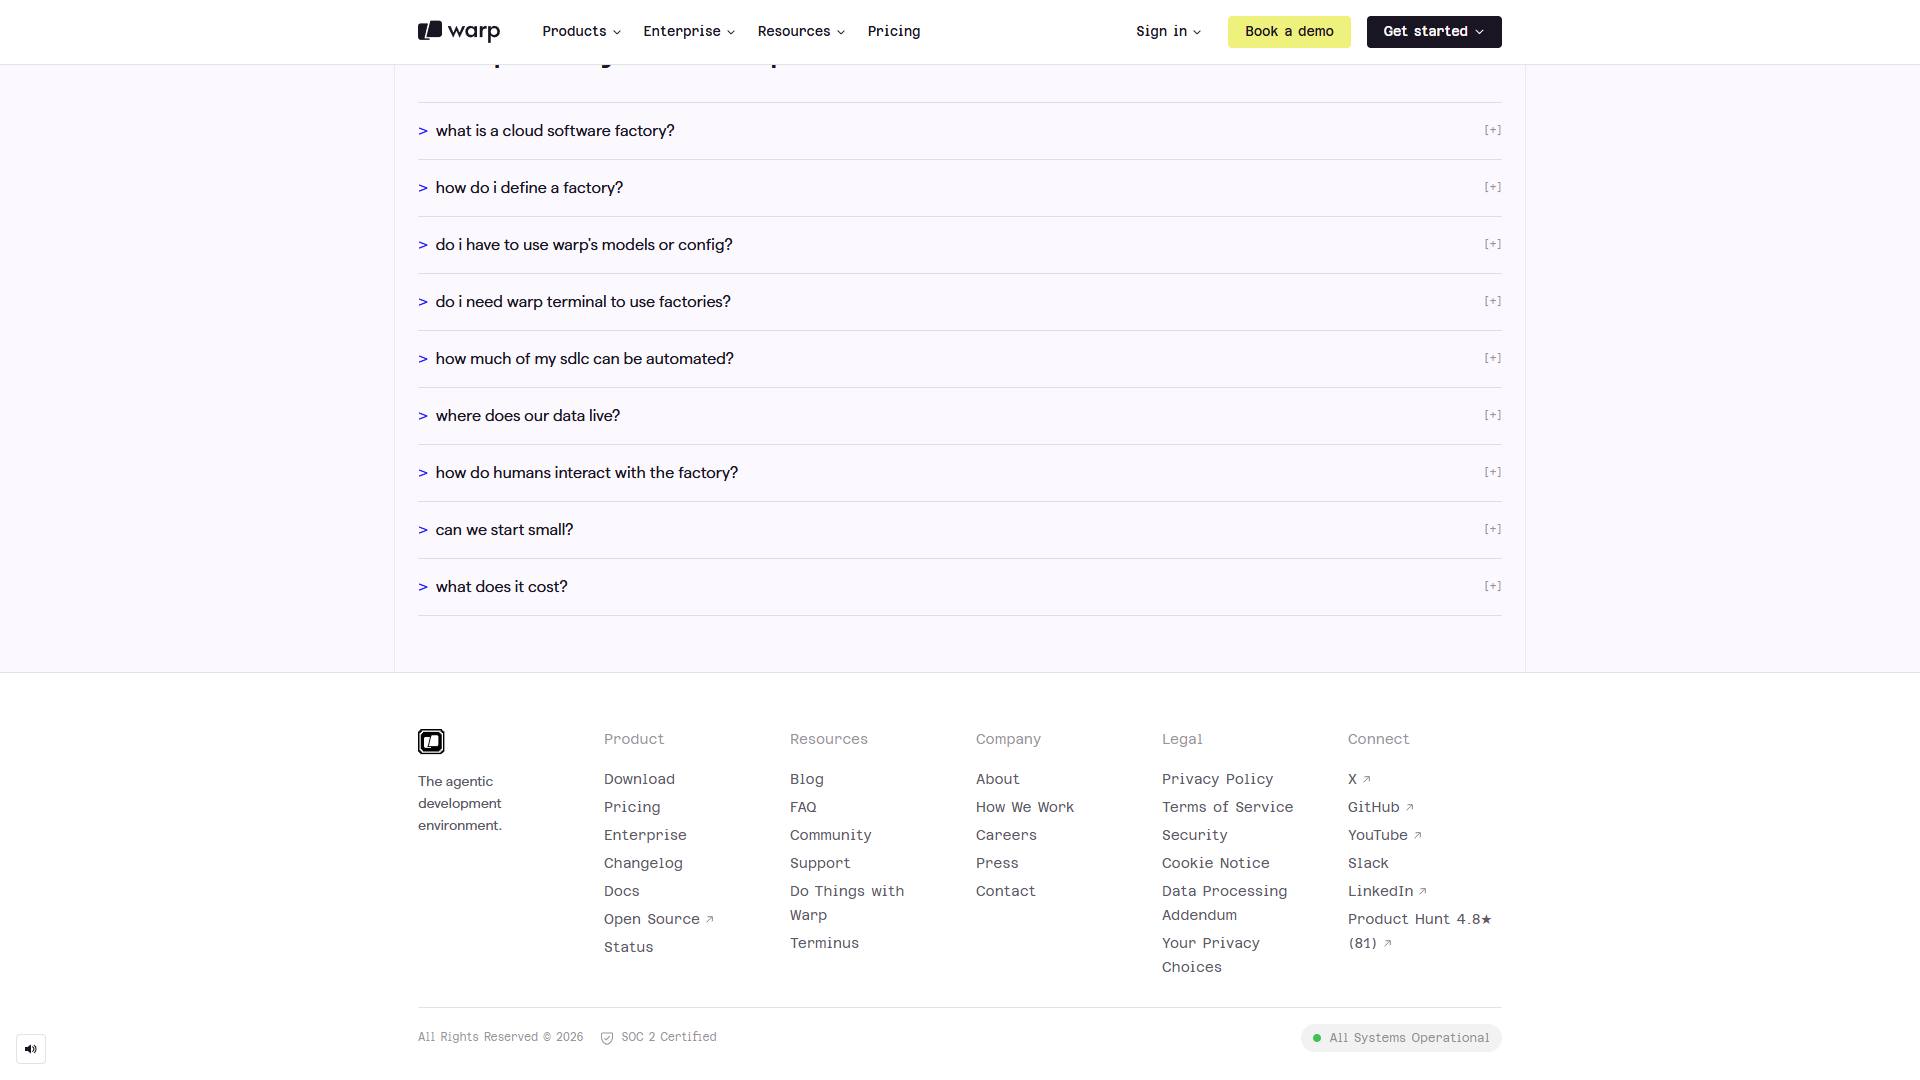 warp
Products
Enterprise
Resources
Pricing
Sign in
Book a demo
Get started
> what is a cloud software factory? [+]
> how do i define a factory? [+]
> do i have to use warp's models or config? [+]
> do i need warp terminal to use factories? [+]
> how much of my sdlc can be automated? [+]
> where does our data live? [+]
> how do humans interact with the factory? [+]
> can we start small? [+]
> what does it cost? [+]
The agentic
development
environment.
Product
Download
Pricing
Enterprise
Changelog
Docs
Open Source ↗
Status
Resources
Blog
FAQ
Community
Support
Do Things with
Warp
Terminus
Company
About
How We Work
Careers
Press
Contact
Legal
Privacy Policy
Terms of Service
Security
Cookie Notice
Data Processing
Addendum
Your Privacy
Choices
Connect
X ↗
GitHub ↗
YouTube ↗
Slack
LinkedIn ↗
Product Hunt 4.8★
(81) ↗
All Rights Reserved © 2026
SOC 2 Certified
All Systems Operational